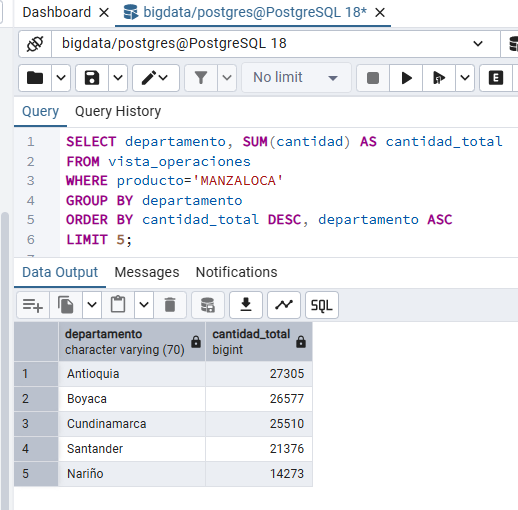 Dashboard X bigdata/postgres@PostgreSQL 18* X
bigdata/postgres@PostgreSQL 18
No limit E
Query Query History
1 SELECT departamento, SUM(cantidad) AS cantidad_total
2 FROM vista_operaciones
3 WHERE producto='MANZALOCA'
4 GROUP BY departamento
5 ORDER BY cantidad_total DESC, departamento ASC
6 LIMIT 5;
Data Output Messages Notifications
SQL
departamento cantidad_total
character varying (70) bigint
1 Antioquia 27305
2 Boyaca 26577
3 Cundinamarca 25510
4 Santander 21376
5 Nariño 14273